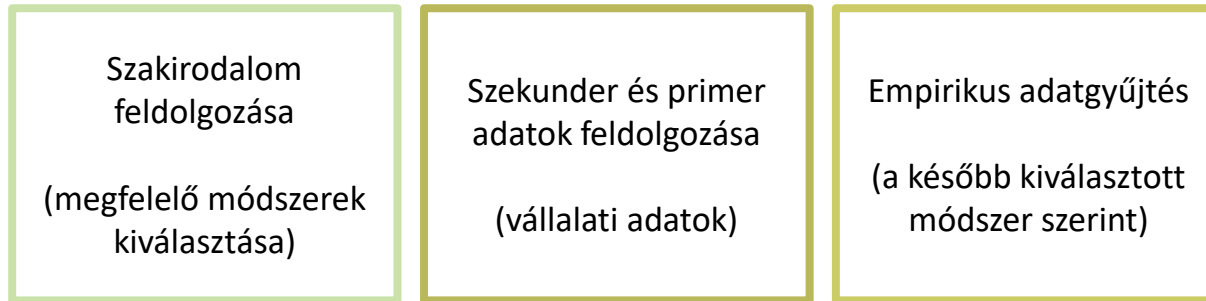 Szakirodalom
feldolgozása
(megfelelő módszerek
kiválasztása)
Szekunder és primer
adatok feldolgozása
(vállalati adatok)
Empirikus adatgyűjtés
(a később kiválasztott
módszer szerint)